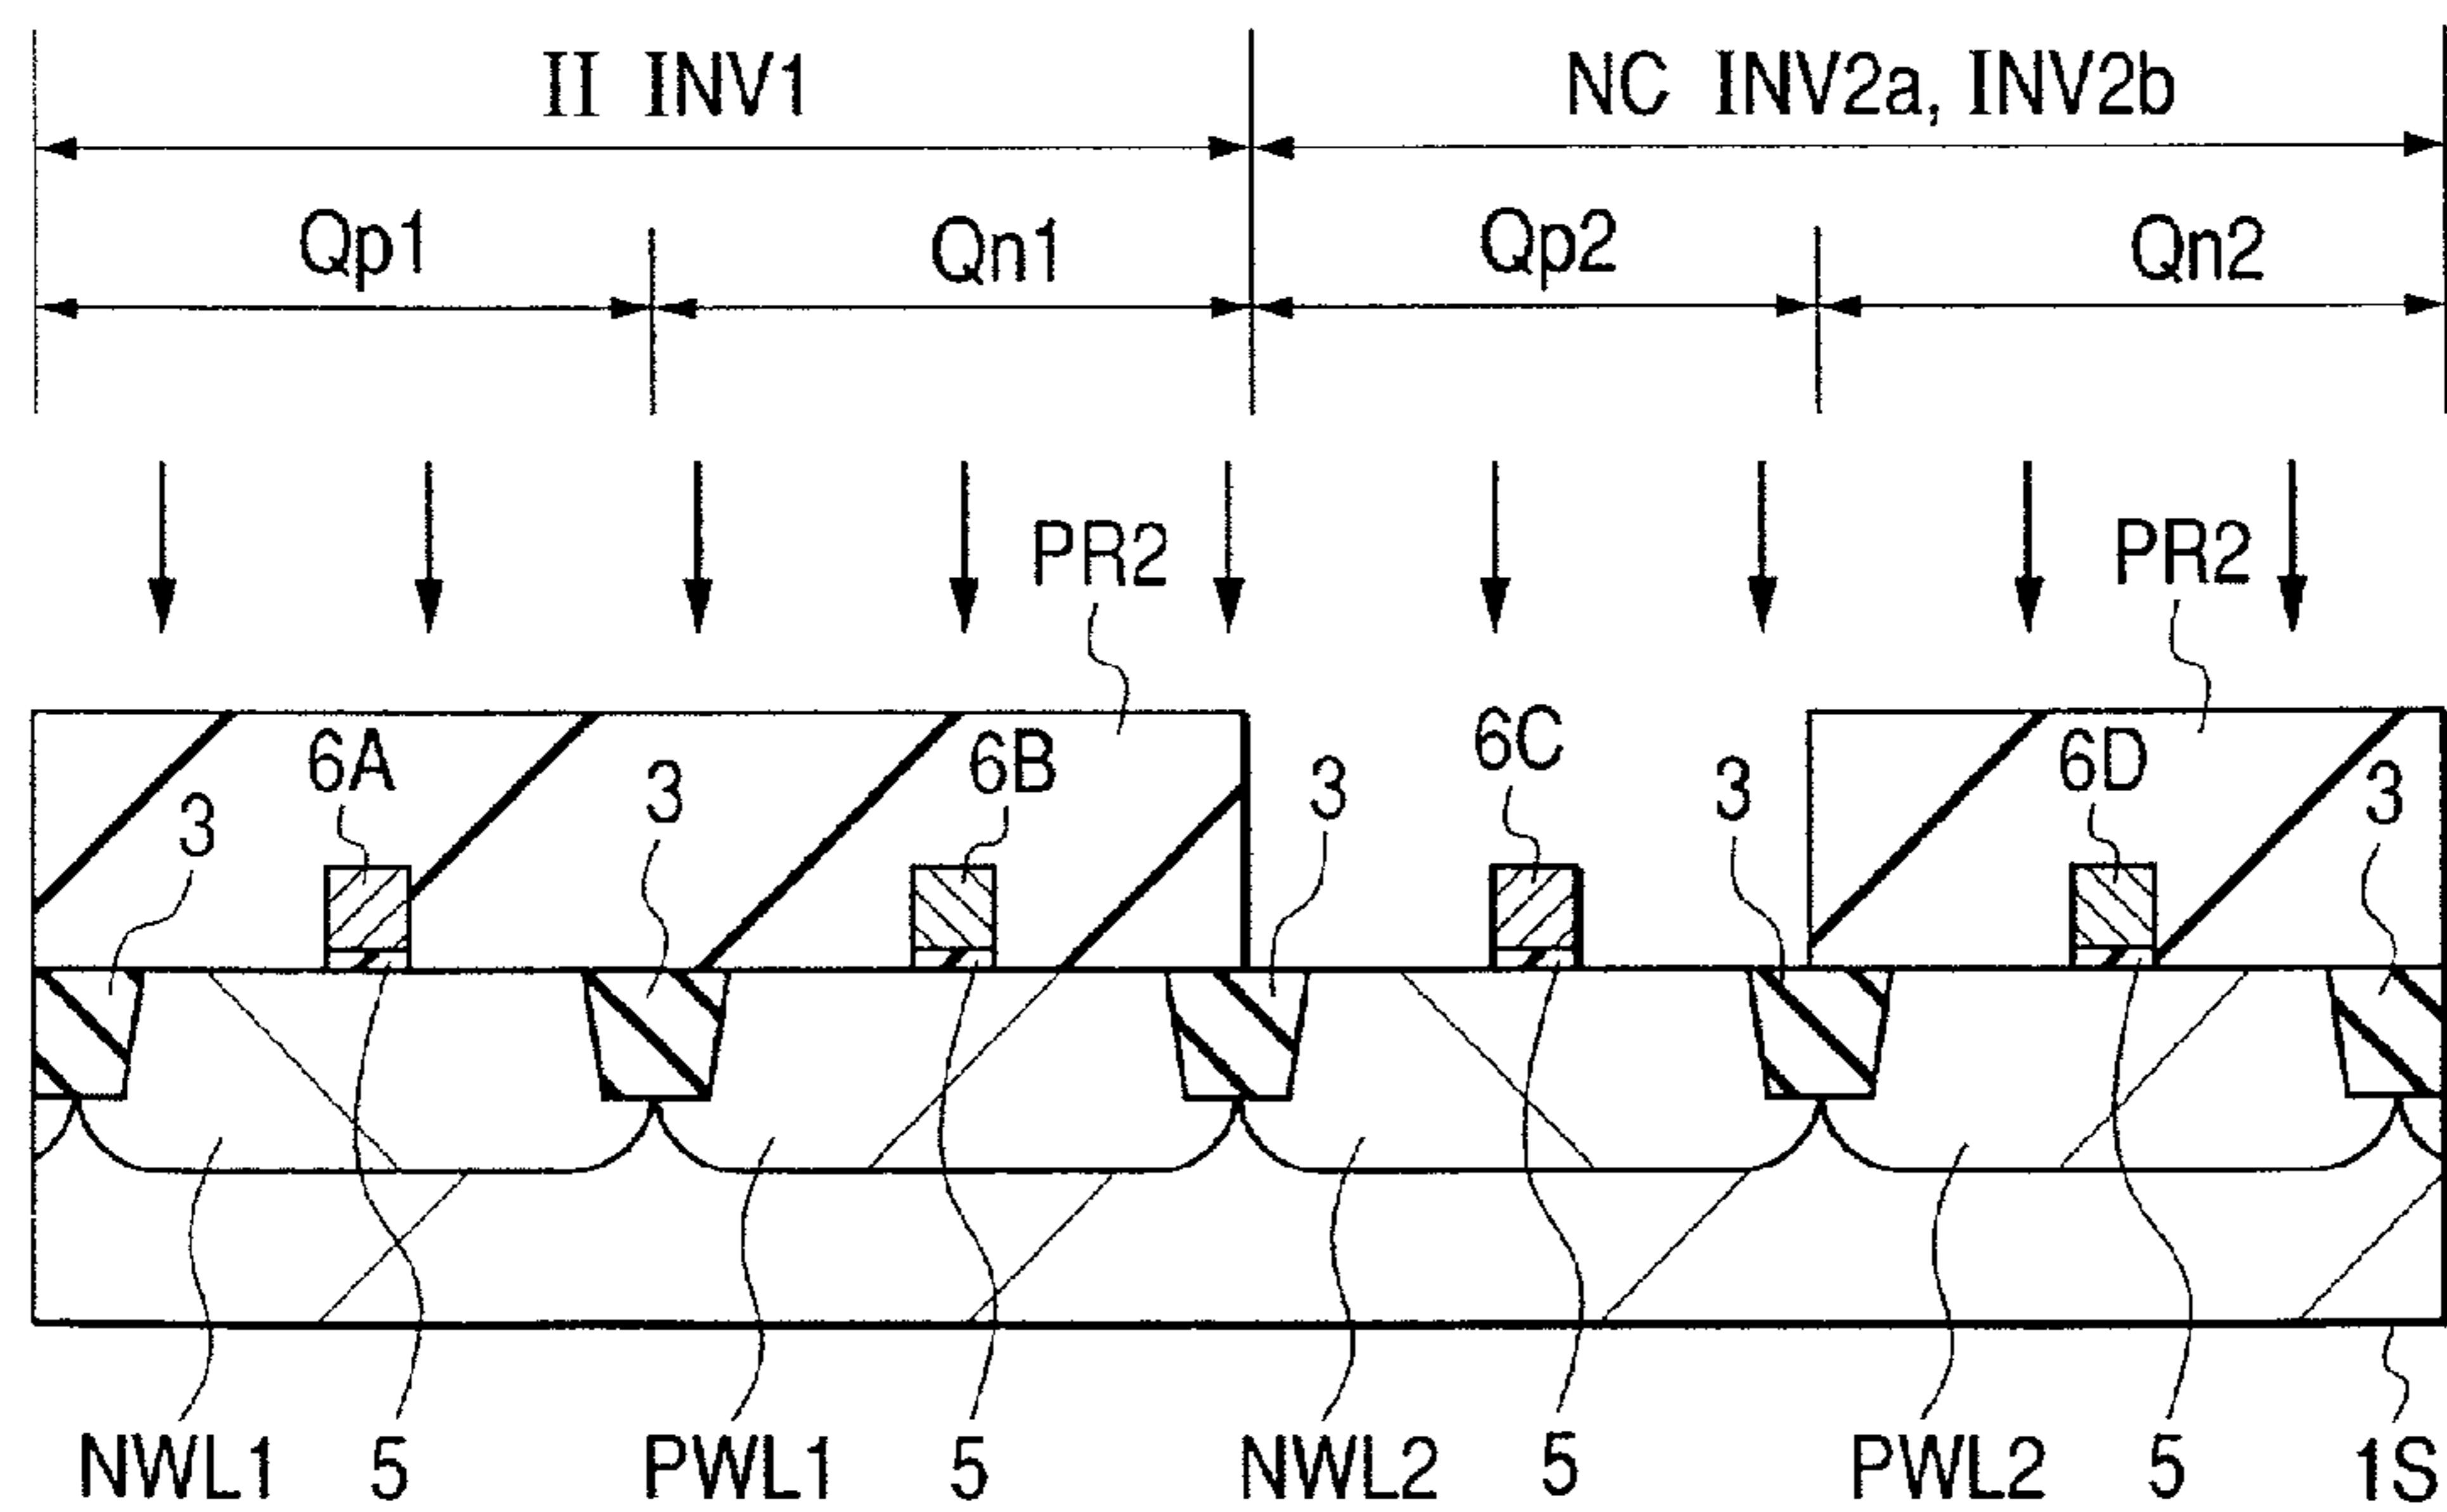 II INV1 NC INV2a, INV2b
Qp1 Qn1 Qp2 Qn2
PR2 PR2
3 6A 3 6B 3 6C 3 6D 3
NWL1 5 PWL1 5 NWL2 5 PWL2 5 1S